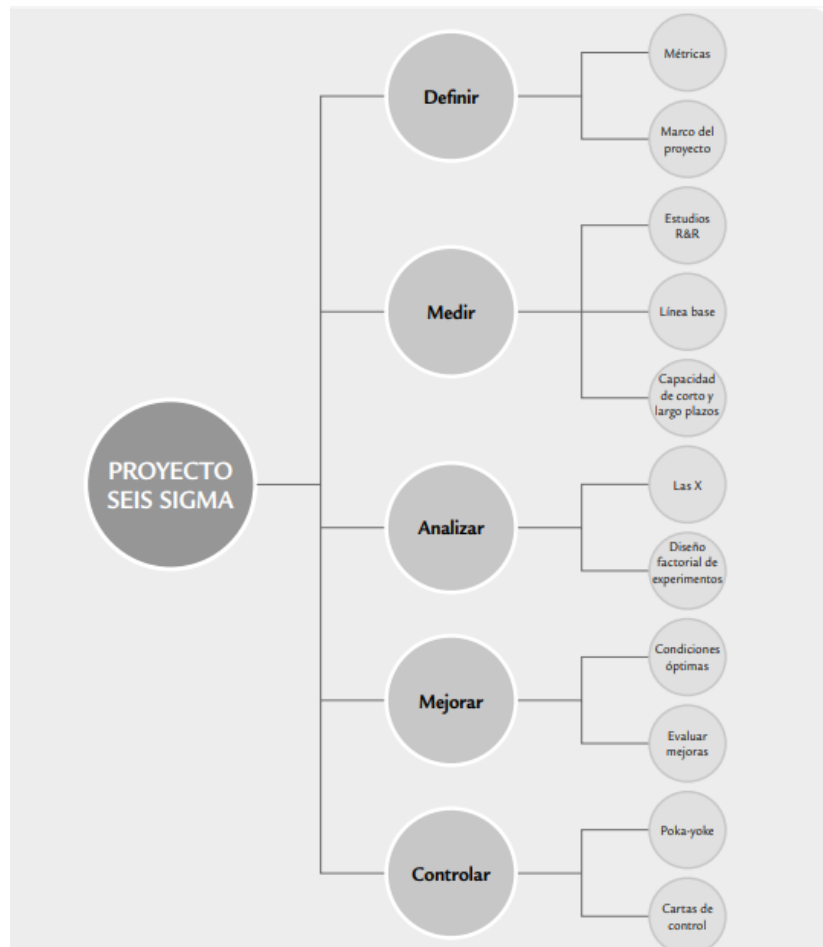 Métricas
Definir
Marco del
proyecto
Estudios
R&R
Medir
Línea base
Capacidad
de corto y
largo plazos
PROYECTO
SEIS SIGMA
Las X
Analizar
Diseño
factorial de
experimentos
Condiciones
óptimas
Mejorar
Evaluar
mejoras
Poka-yoke
Controlar
Cartas de
control